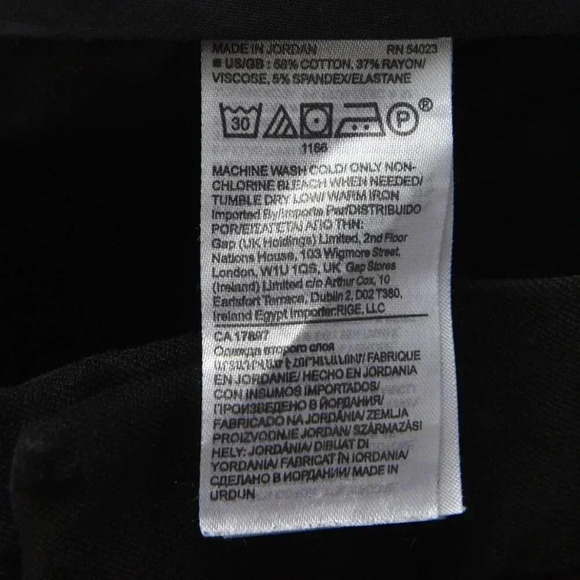 MADE IN JORDAN RN 54023
US/GB : 58% COTTON, 37% RAYON/
VISCOSE, 5% SPANDEX/ELASTANE
30 P ®
1166
MACHINE WASH COLD/ ONLY NON-
CHLORINE BLEACH WHEN NEEDED/
TUMBLE DRY LOW/ WARM IRON
Imported By/Importe Par/DISTRIBUIDO
POR/ΕΙΣΑΓΕΤΑΙ ΑΠΟ ΤΗΝ:
Gap (UK Holdings) Limited, 2nd Floor
Nations House, 103 Wigmore Street,
London, W1U 1QS, UK Gap Stores
(Ireland) Limited c/o Arthur Cox, 10
Earlsfort Terrace, Dublin 2, D02 T380,
Ireland Egypt Importer:RIGE, LLC
CA 17897
Одежда второго слоя
FABRIQUE
EN JORDANIE/ HECHO EN JORDANIA
CON INSUMOS IMPORTADOS/
ПРОИЗВЕДЕНО В ЙОРДАНИЯ/
FABRICADO NA JORDÂNIA/ ZEMLJA
PROIZVODNJE JORDAN/ SZÁRMAZÁSI
HELY: JORDÁNIA/ DIBUAT DI
YORDANIA/ FABRICAT ÎN IORDANIA/
СДЕЛАНО В ИОРДАНИИ/ MADE IN
URDUN